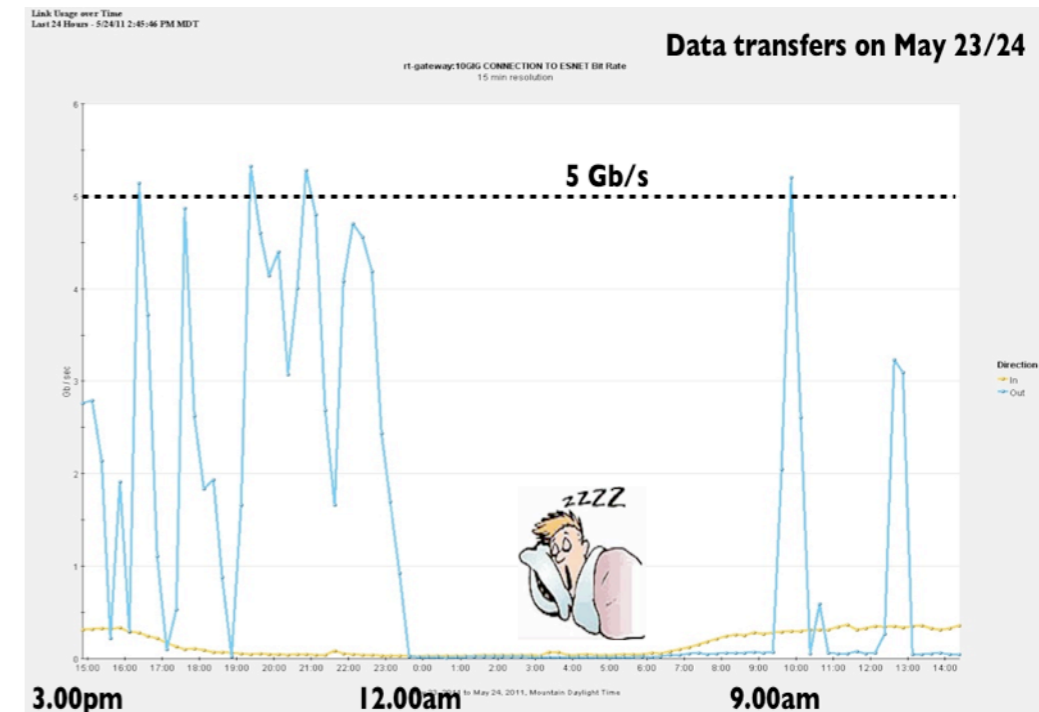 Link Usage over Time
Last 24 Hours - 5/24/11 2:45:46 PM MDT
Data transfers on May 23/24
rt-gateway:10GIG CONNECTION TO ESNET Bit Rate
15 min resolution
6
5 Gb/s
5
4
Direction
In
Out
Gb / sec
3
2
zzzz
1
0
15:00 16:00 17:00 18:00 19:00 20:00 21:00 22:00 23:00 0:00 1:00 2:00 3:00 4:00 5:00 6:00 7:00 8:00 9:00 10:00 11:00 12:00 13:00 14:00
to May 24, 2011, Mountain Daylight Time
3.00pm 12.00am 9.00am